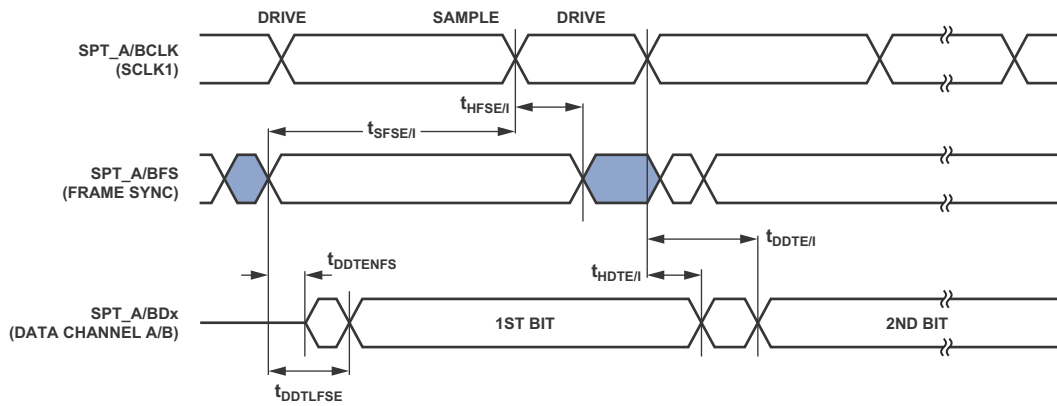 DRIVE SAMPLE DRIVE
SPT_A/BCLK
(SCLK1)
tHFSE/I
tSFSE/I
SPT_A/BFS
(FRAME SYNC)
tDDTE/I
tHDTE/I
tDDTENFS
SPT_A/BDx
(DATA CHANNEL A/B)
1ST BIT 2ND BIT
tDDTLFSE